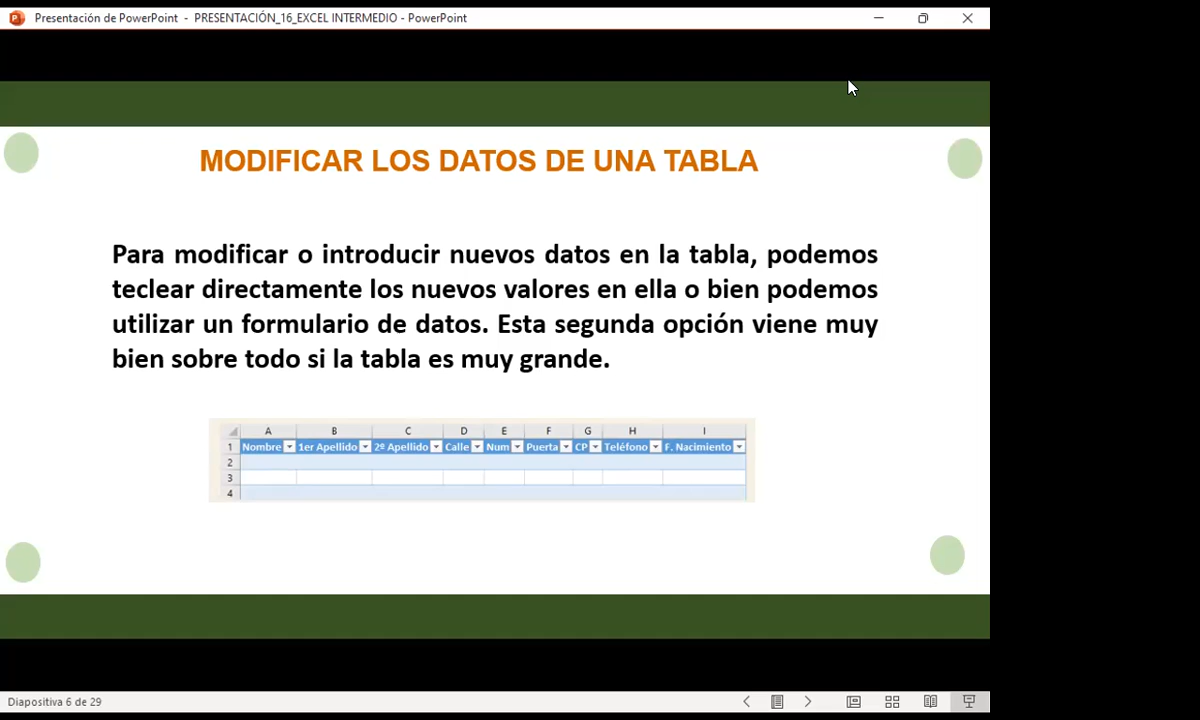 Presentación de PowerPoint - PRESENTACIÓN_16_EXCEL INTERMEDIO - PowerPoint
MODIFICAR LOS DATOS DE UNA TABLA
Para modificar o introducir nuevos datos en la tabla, podemos
teclear directamente los nuevos valores en ella o bien podemos
utilizar un formulario de datos. Esta segunda opción viene muy
bien sobre todo si la tabla es muy grande.
A B C D E F G H I
1 Nombre 1er Apellido 2º Apellido Calle Num Puerta CP Teléfono F. Nacimiento
2
3
4
Diapositiva 6 de 29